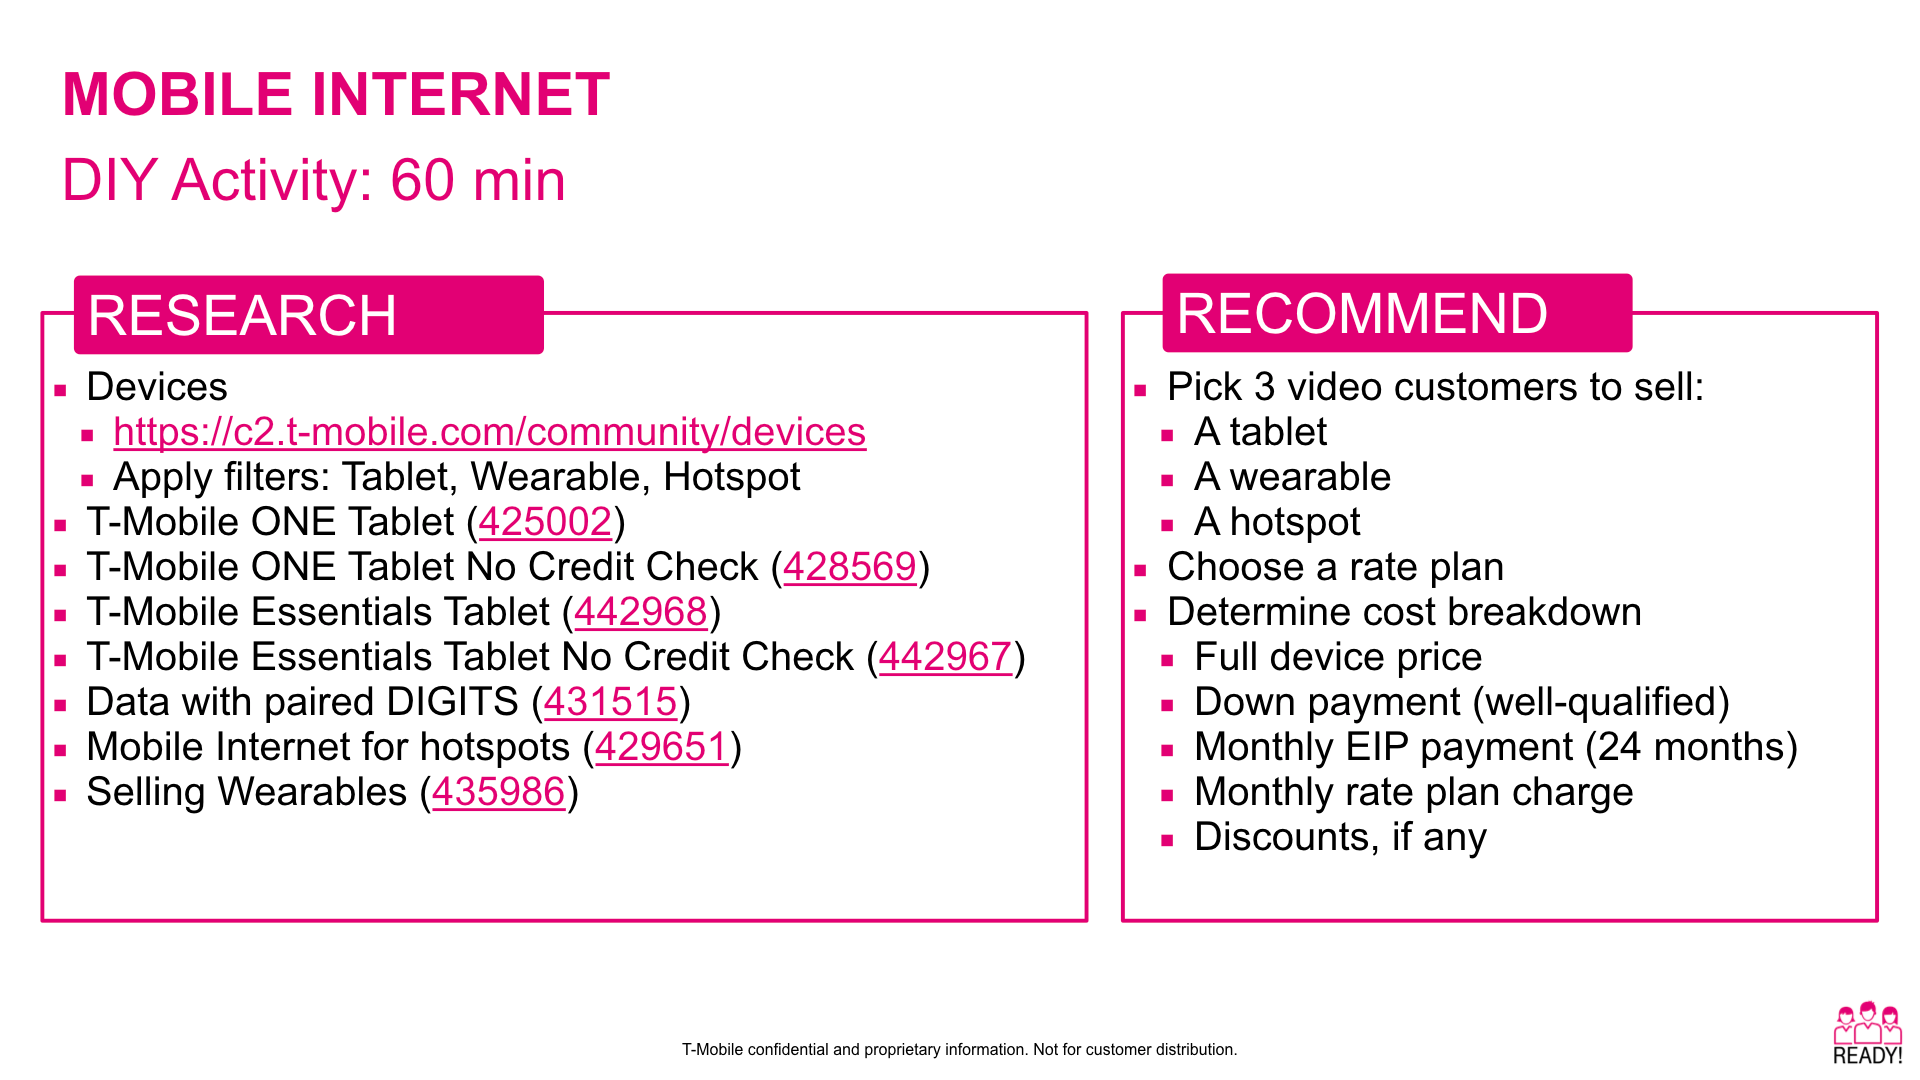 MOBILE INTERNET
DIY Activity: 60 min
RESEARCH
Devices
https://c2.t-mobile.com/community/devices
Apply filters: Tablet, Wearable, Hotspot
T-Mobile ONE Tablet (425002)
T-Mobile ONE Tablet No Credit Check (428569)
T-Mobile Essentials Tablet (442968)
T-Mobile Essentials Tablet No Credit Check (442967)
Data with paired DIGITS (431515)
Mobile Internet for hotspots (429651)
Selling Wearables (435986)
RECOMMEND
Pick 3 video customers to sell:
A tablet
A wearable
A hotspot
Choose a rate plan
Determine cost breakdown
Full device price
Down payment (well-qualified)
Monthly EIP payment (24 months)
Monthly rate plan charge
Discounts, if any
T-Mobile confidential and proprietary information. Not for customer distribution.
READY!